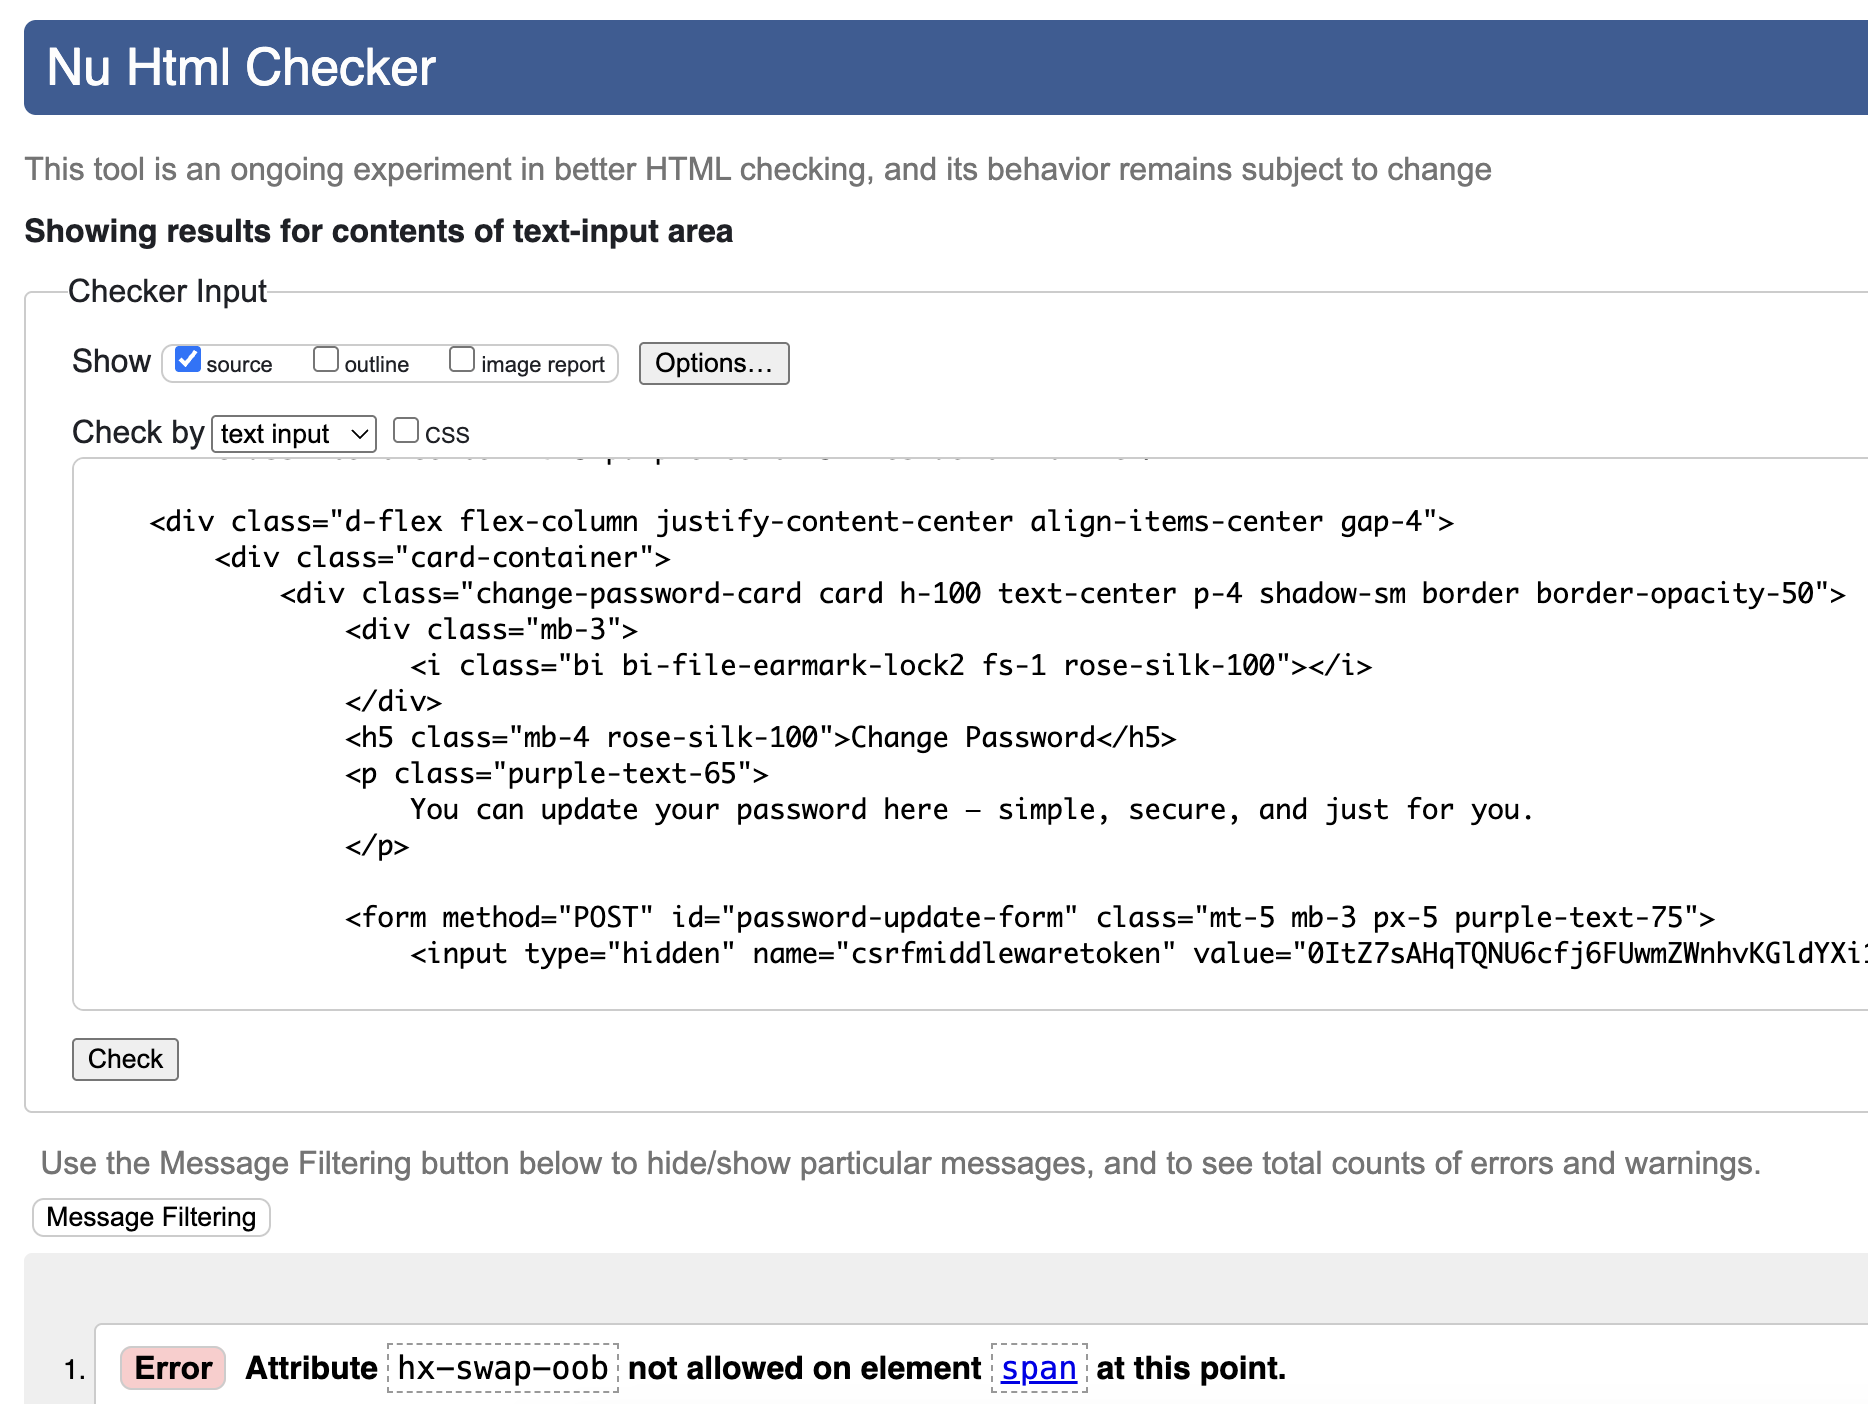 Nu Html Checker
This tool is an ongoing experiment in better HTML checking, and its behavior remains subject to change
Showing results for contents of text-input area
Checker Input
Show source outline image report Options...
Check by text input CSS
<div class="d-flex flex-column justify-content-center align-items-center gap-4">
<div class="card-container">
<div class="change-password-card card h-100 text-center p-4 shadow-sm border border-opacity-50">
<div class="mb-3">
<i class="bi bi-file-earmark-lock2 fs-1 rose-silk-100"></i>
</div>
<h5 class="mb-4 rose-silk-100">Change Password</h5>
<p class="purple-text-65">
You can update your password here – simple, secure, and just for you.
</p>
<form method="POST" id="password-update-form" class="mt-5 mb-3 px-5 purple-text-75">
<input type="hidden" name="csrfmiddlewaretoken" value="0ItZ7sAHqTQNU6cfj6FUwmZWnhvKGldYXi
Check
Use the Message Filtering button below to hide/show particular messages, and to see total counts of errors and warnings.
Message Filtering
1. Error Attribute hx-swap-oob not allowed on element span at this point.